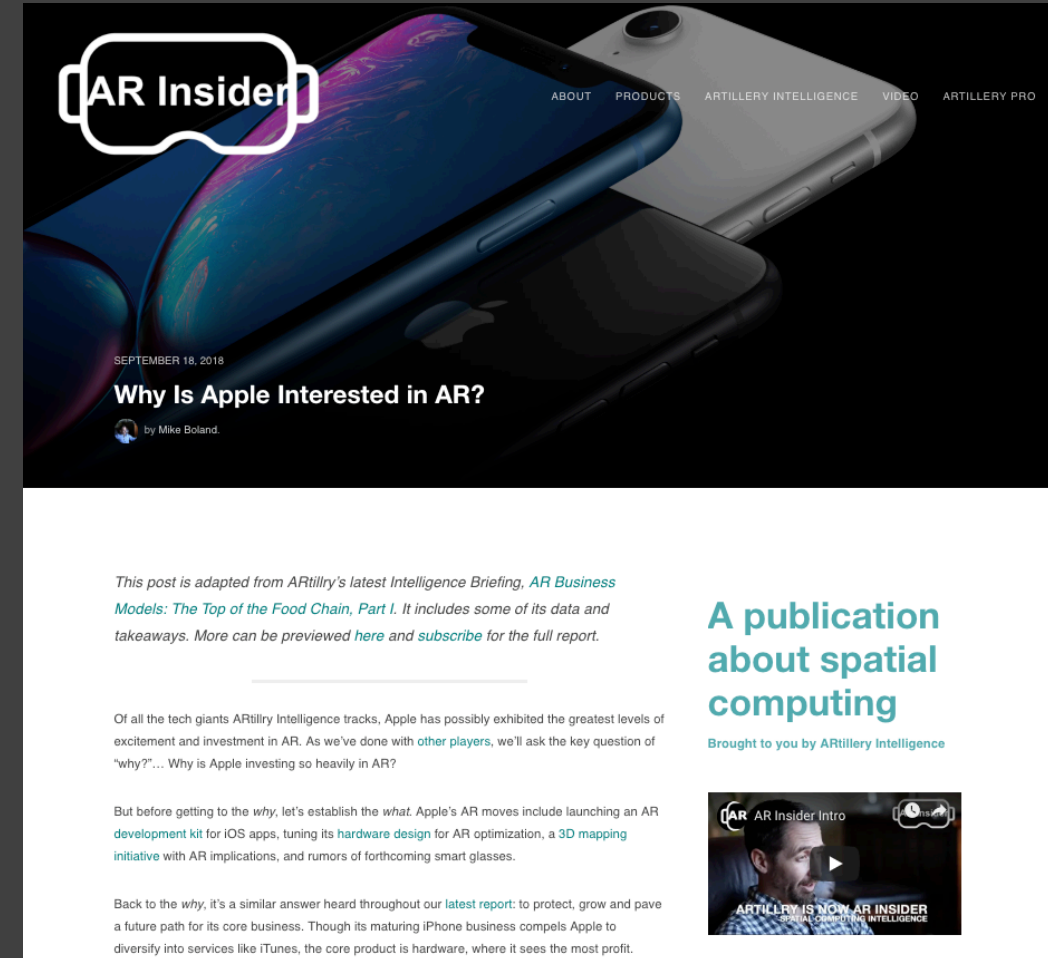 AR Insider
ABOUT PRODUCTS ARTILLERY INTELLIGENCE VIDEO ARTILLERY PRO
SEPTEMBER 18, 2018
Why Is Apple Interested in AR?
by Mike Boland.
This post is adapted from ARtillry’s latest Intelligence Briefing, AR Business
Models: The Top of the Food Chain, Part I. It includes some of its data and
takeaways. More can be previewed here and subscribe for the full report.
Of all the tech giants ARtillry Intelligence tracks, Apple has possibly exhibited the greatest levels of
excitement and investment in AR. As we’ve done with other players, we’ll ask the key question of
“why?”… Why is Apple investing so heavily in AR?
But before getting to the why, let’s establish the what. Apple’s AR moves include launching an AR
development kit for iOS apps, tuning its hardware design for AR optimization, a 3D mapping
initiative with AR implications, and rumors of forthcoming smart glasses.
Back to the why, it’s a similar answer heard throughout our latest report: to protect, grow and pave
a future path for its core business. Though its maturing iPhone business compels Apple to
diversify into services like iTunes, the core product is hardware, where it sees the most profit.
A publication
about spatial
computing
Brought to you by ARtillery Intelligence
AR AR Insider Intro
ARTILLRY IS NOW AR INSIDER
SPATIAL COMPUTING INTELLIGENCE